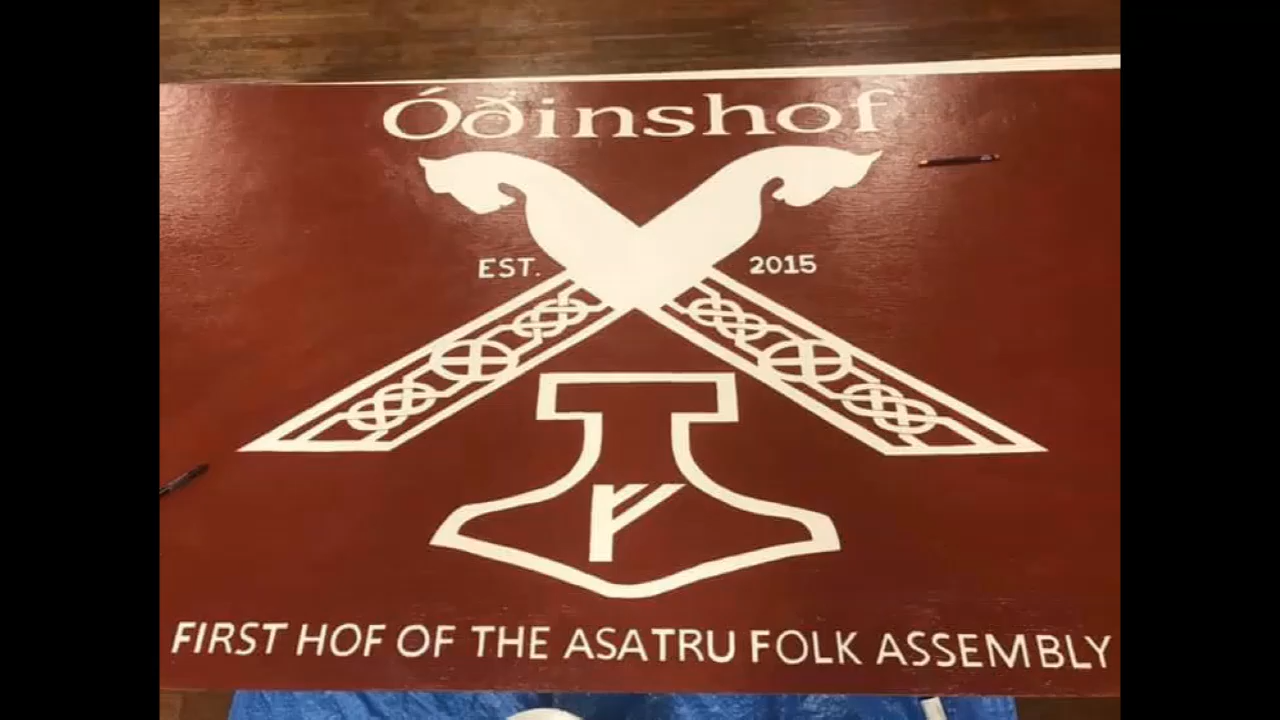 Óðinshof
EST. 2015
ᚠ
FIRST HOF OF THE ASATRU FOLK ASSEMBLY